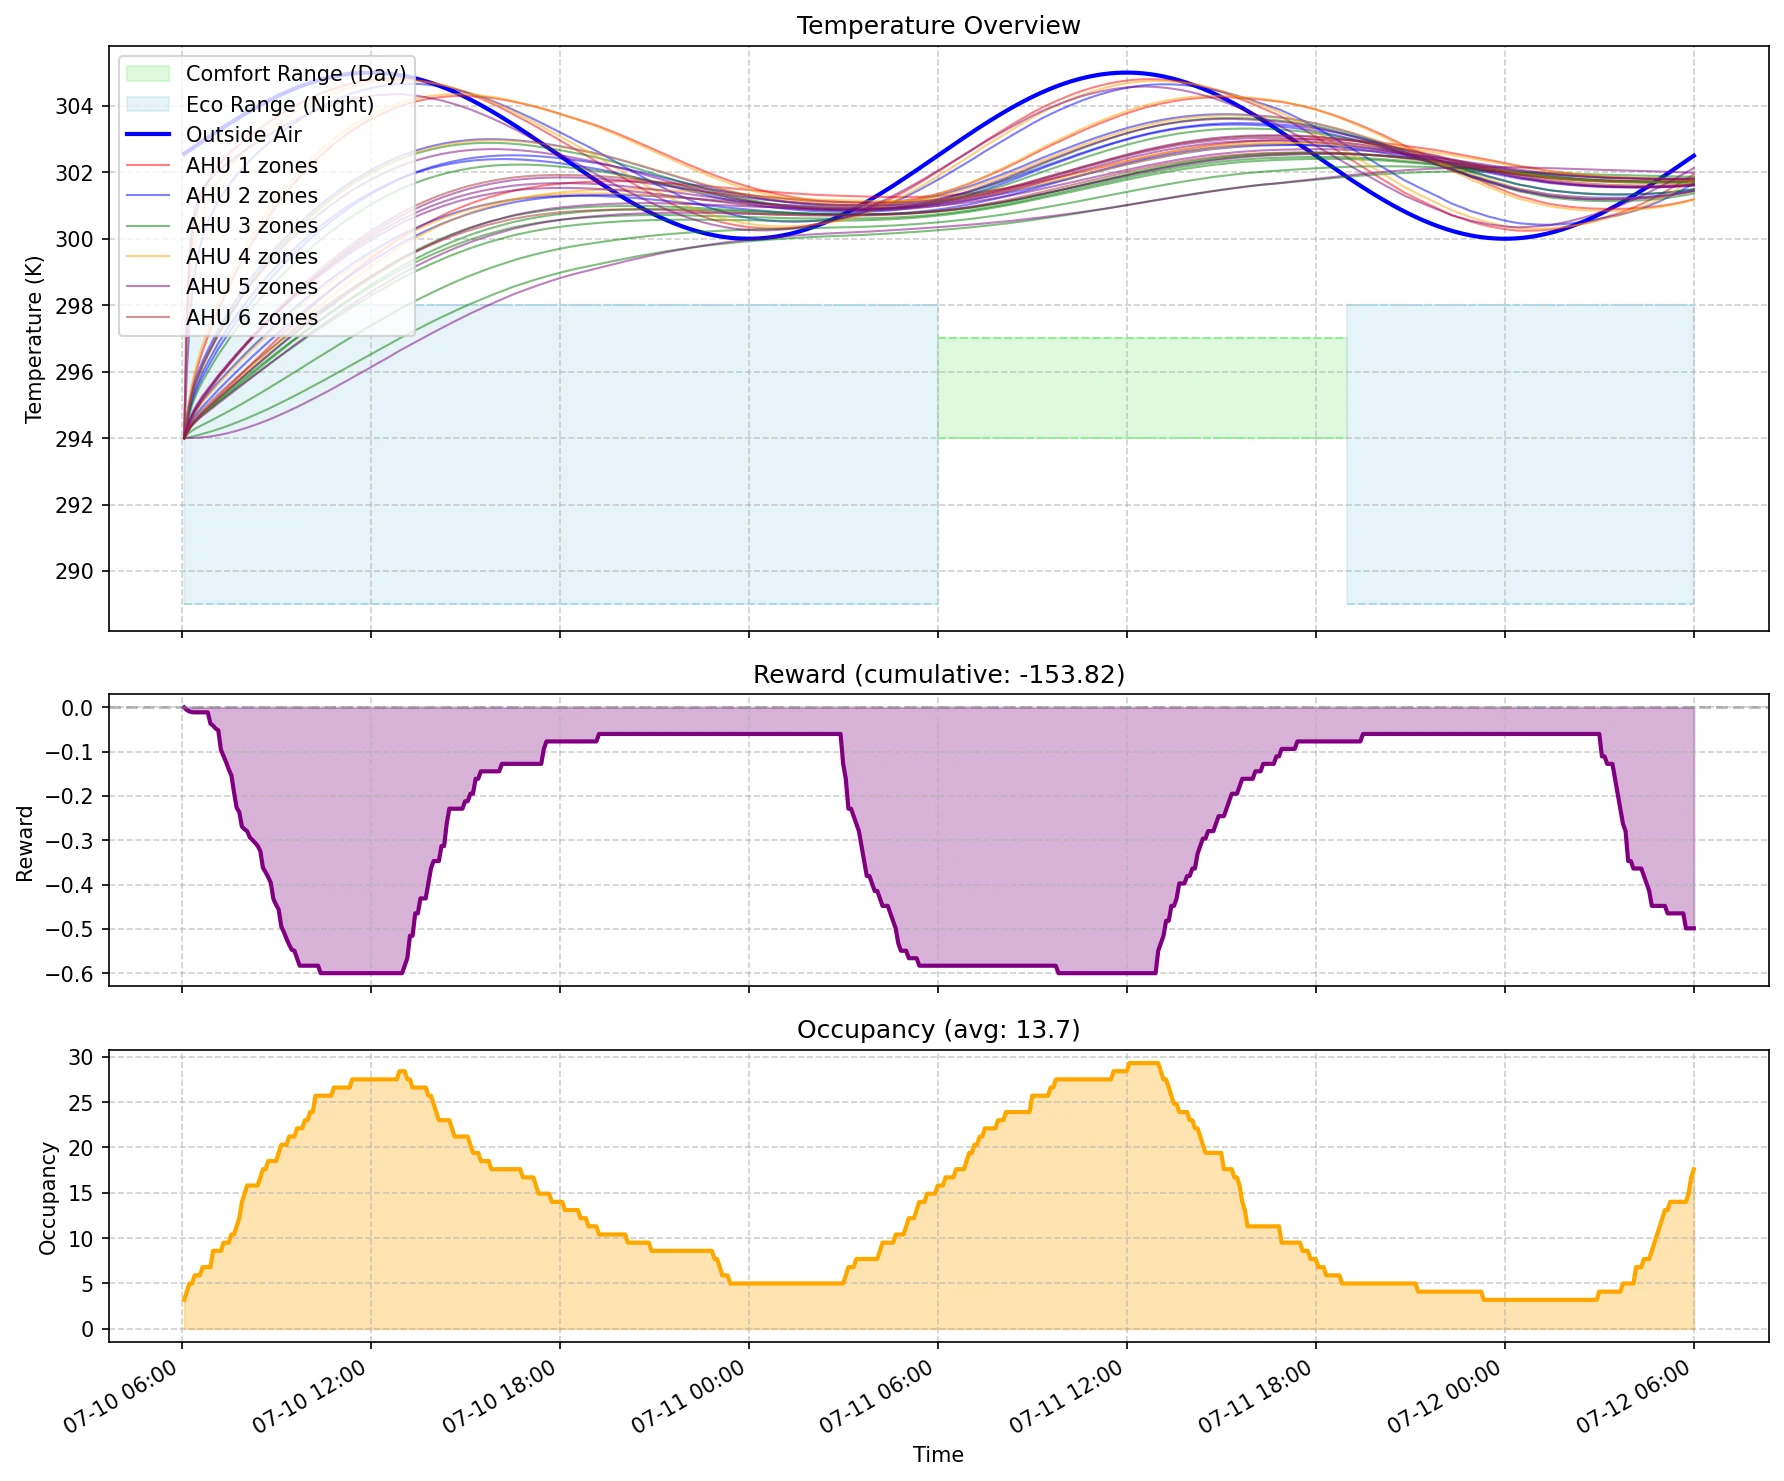 Temperature Overview
Comfort Range (Day)
Eco Range (Night)
Outside Air
AHU 1 zones
AHU 2 zones
AHU 3 zones
AHU 4 zones
AHU 5 zones
AHU 6 zones
Temperature (K)
304
302
300
298
296
294
292
290
Reward (cumulative: -153.82)
Reward
0.0
−0.1
−0.2
−0.3
−0.4
−0.5
−0.6
Occupancy (avg: 13.7)
Occupancy
30
25
20
15
10
5
0
07-10 06:00
07-10 12:00
07-10 18:00
07-11 00:00
07-11 06:00
07-11 12:00
07-11 18:00
07-12 00:00
07-12 06:00
Time